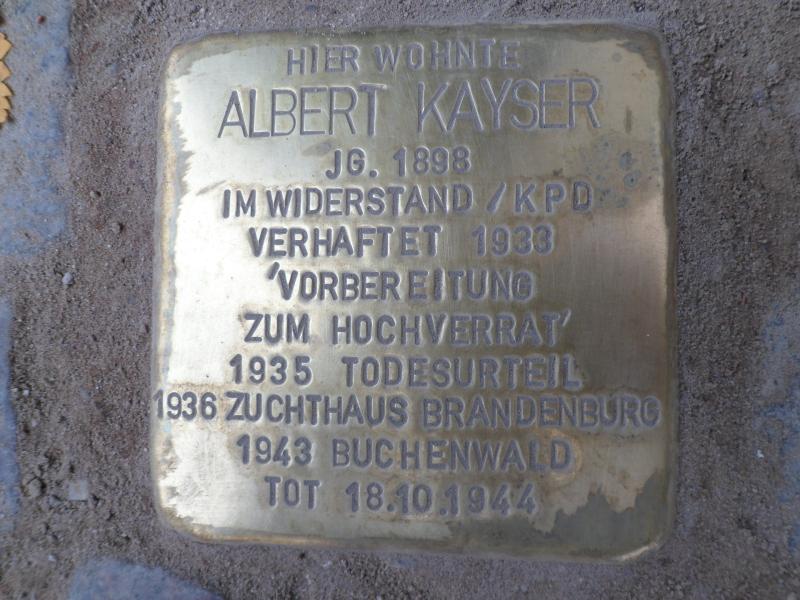 HIER WOHNTE
ALBERT KAYSER
JG. 1898
IM WIDERSTAND / KPD
VERHAFTET 1933
'VORBEREITUNG
ZUM HOCHVERRAT'
1935 TODESURTEIL
1936 ZUCHTHAUS BRANDENBURG
1943 BUCHENWALD
TOT 18.10.1944